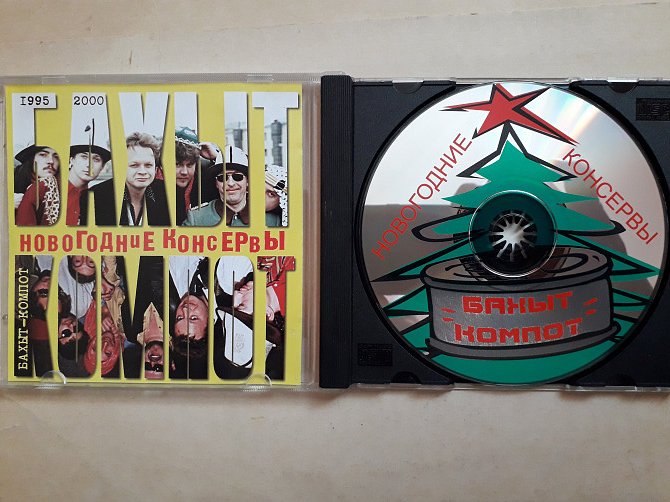 1995 2000
БАХЫТ
НОВОГОДНИЕ КОНСЕРВЫ
КОМПОТ
БАХЫТ-КОМПОТ
НОВОГОДНИЕ
КОНСЕРВЫ
БАХЫТ
КОМПОТ